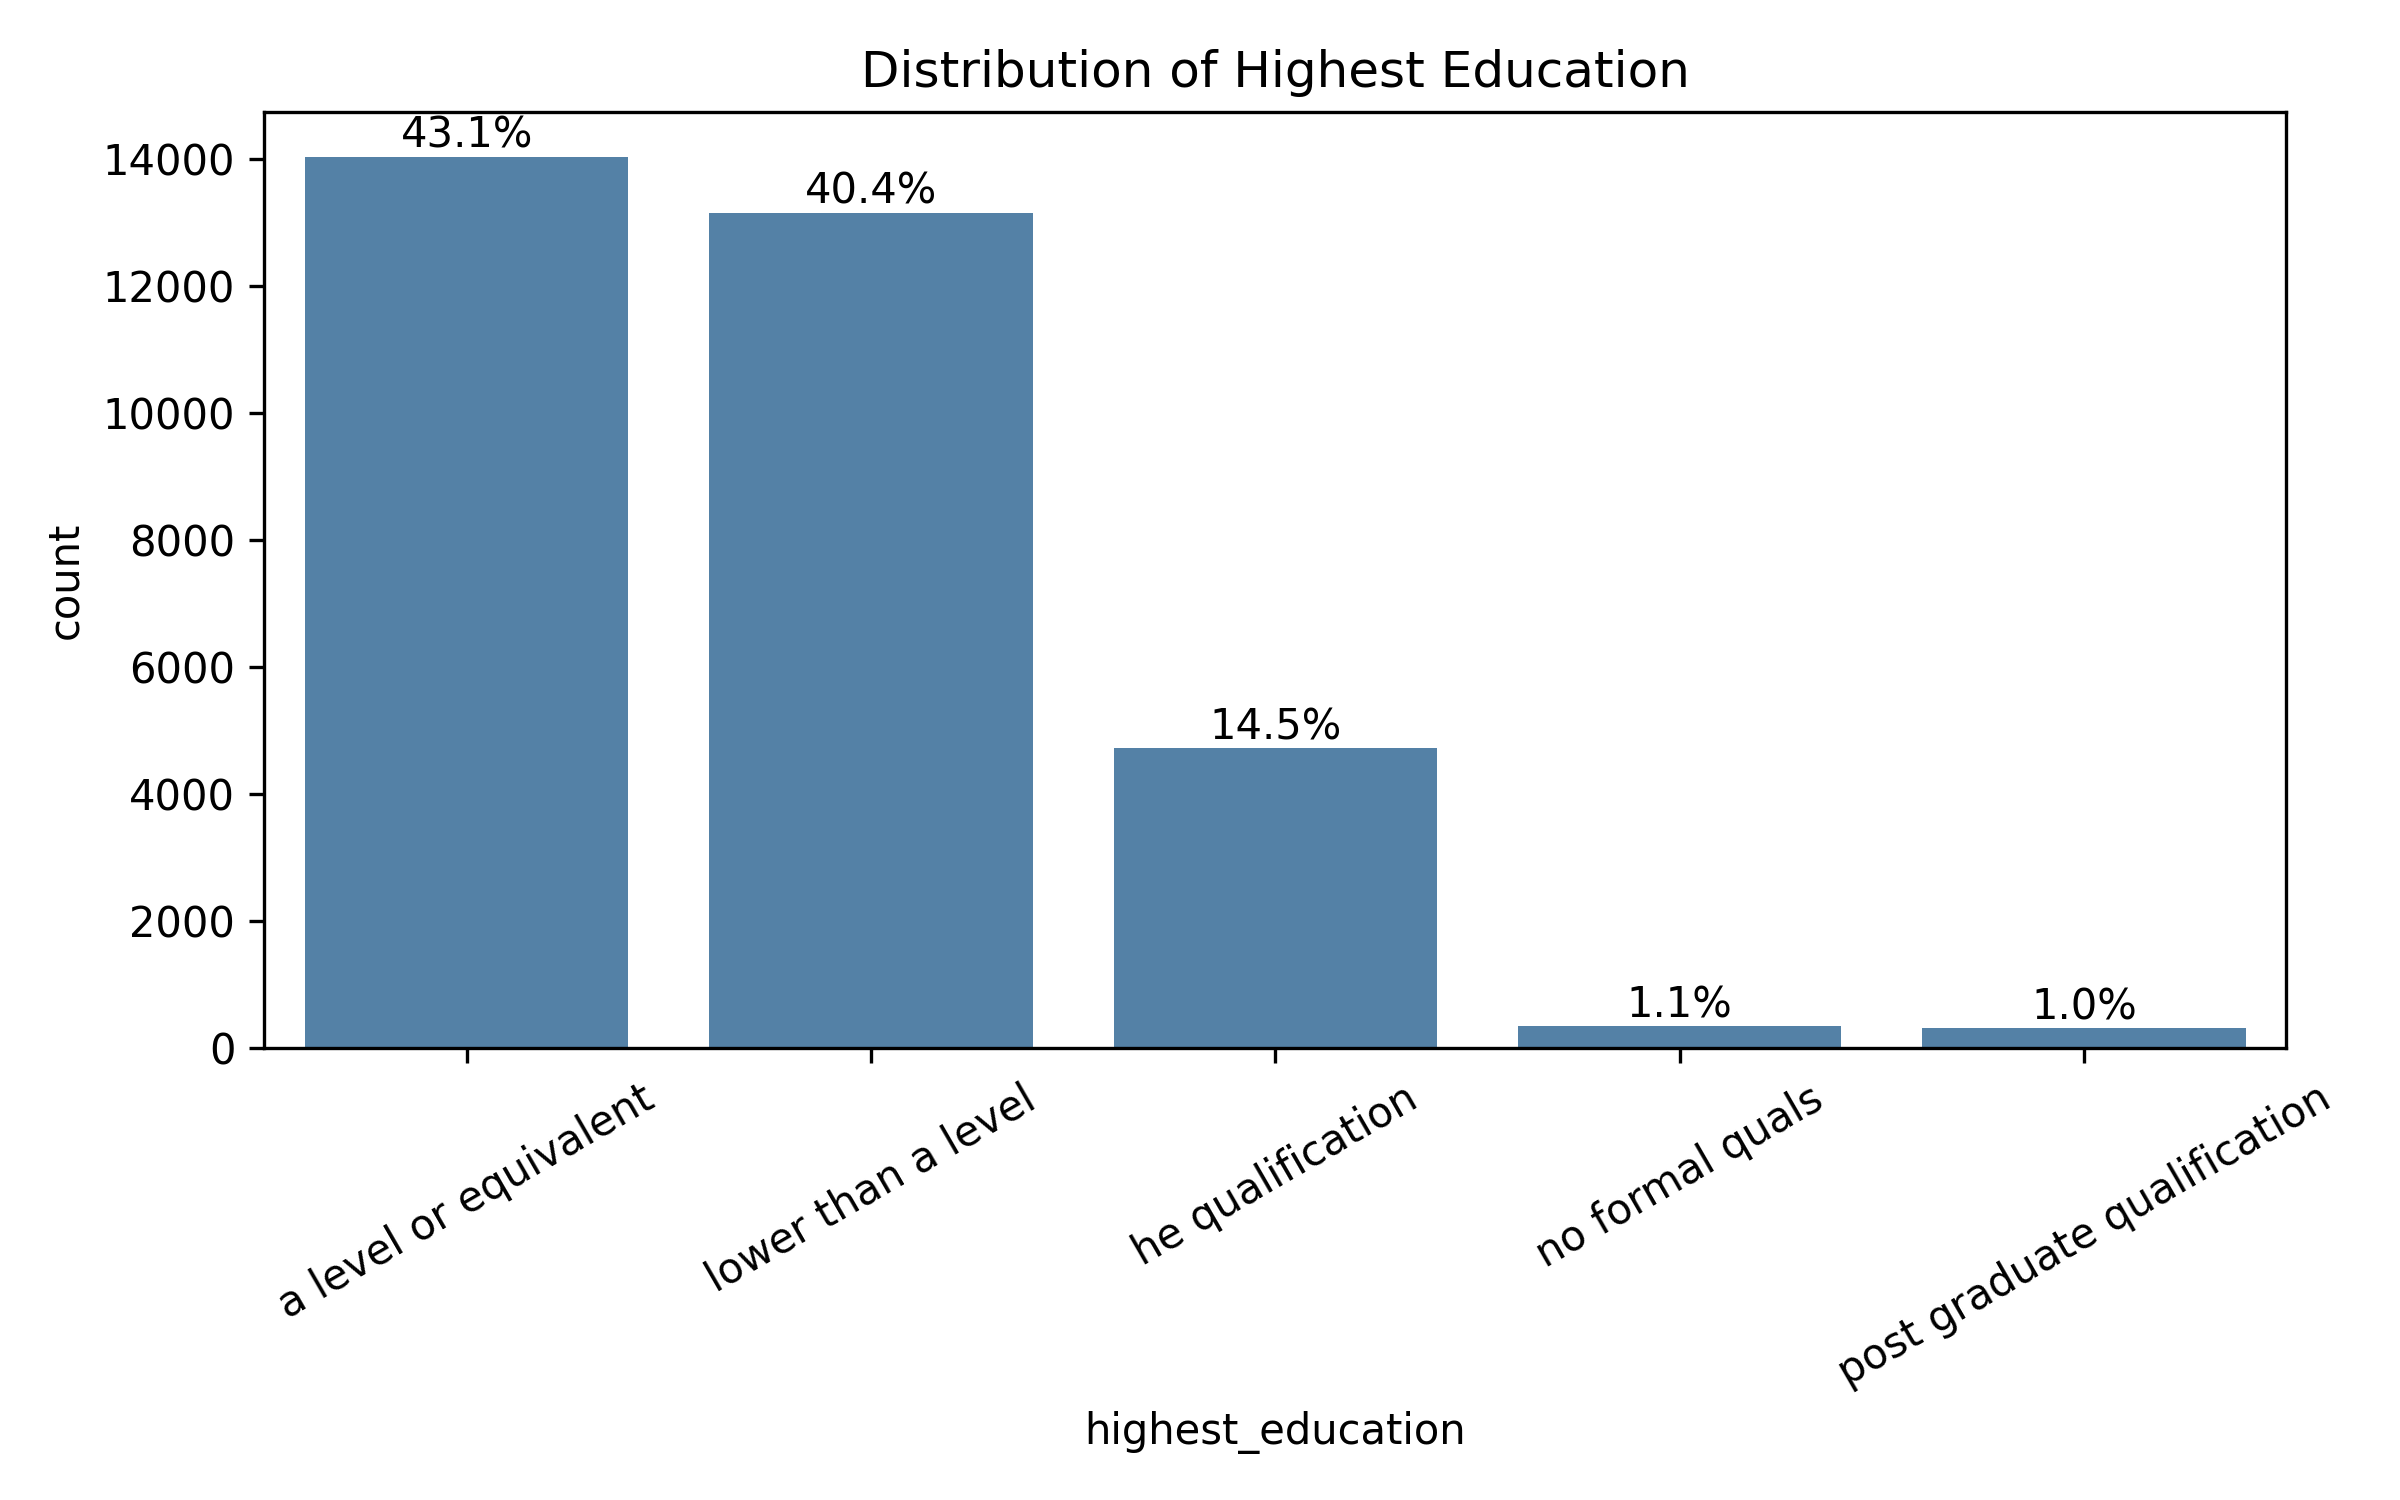 Distribution of Highest Education
43.1%
40.4%
14.5%
1.1%
1.0%
14000
12000
10000
8000
6000
4000
2000
0
count
a level or equivalent
lower than a level
he qualification
no formal quals
post graduate qualification
highest_education